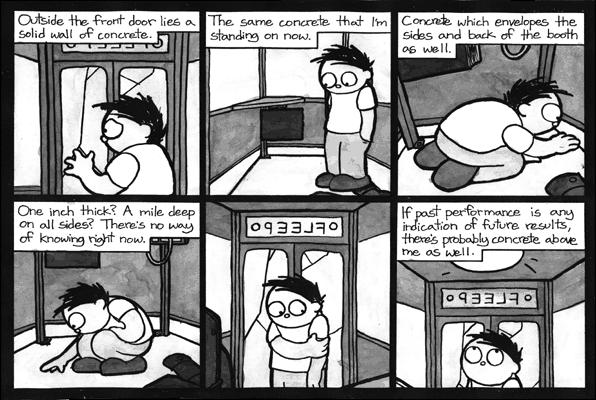 Outside the front door lies a
solid wall of concrete.
OFLEEPO
The same concrete that I'm
standing on now.
Concrete which envelopes the
sides and back of the booth
as well.
One inch thick? A mile deep
on all sides? There's no way
of knowing right now.
OFLEEPO
If past performance is any
indication of future results,
there's probably concrete above
me as well.
OFLEEPO